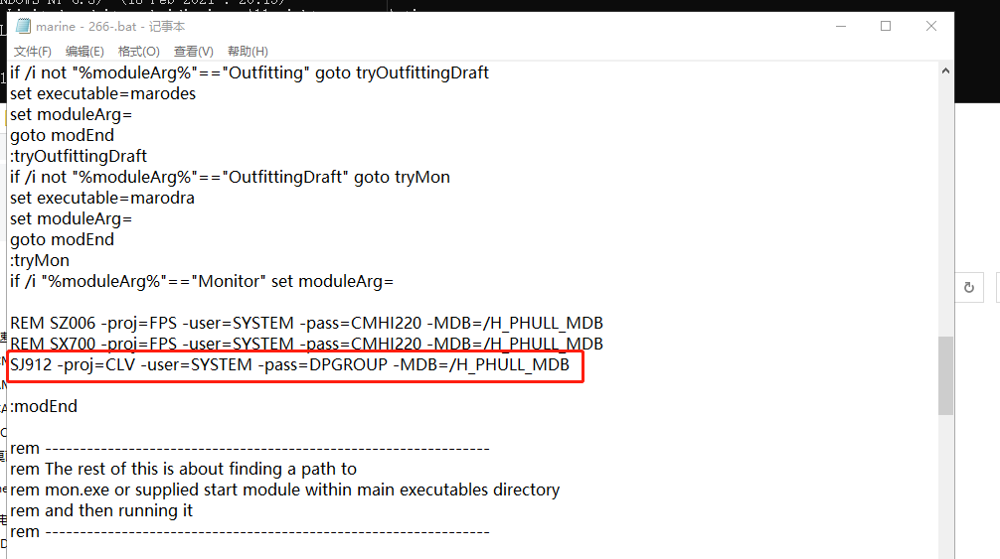 marine - 266-.bat - 记事本
文件(F) 编辑(E) 格式(O) 查看(V) 帮助(H)
if /i not "%moduleArg%"=="Outfitting" goto tryOutfittingDraft
set executable=marodes
set moduleArg=
goto modEnd
:tryOutfittingDraft
if /i not "%moduleArg%"=="OutfittingDraft" goto tryMon
set executable=marodra
set moduleArg=
goto modEnd
:tryMon
if /i "%moduleArg%"=="Monitor" set moduleArg=
REM SZ006 -proj=FPS -user=SYSTEM -pass=CMHI220 -MDB=/H_PHULL_MDB
REM SX700 -proj=FPS -user=SYSTEM -pass=CMHI220 -MDB=/H_PHULL_MDB
SJ912 -proj=CLV -user=SYSTEM -pass=DPGROUP -MDB=/H_PHULL_MDB
:modEnd
rem -----------------------------------------------------------------
rem The rest of this is about finding a path to
rem mon.exe or supplied start module within main executables directory
rem and then running it
rem -----------------------------------------------------------------